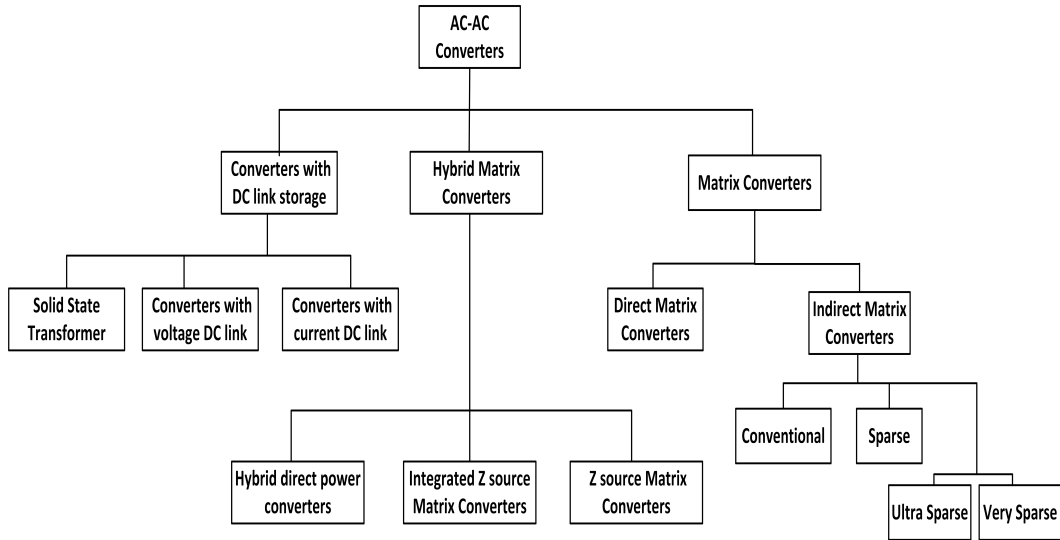 AC-AC
Converters
Converters with
DC link storage
Hybrid Matrix
Converters
Matrix Converters
Solid State
Transformer
Converters with
voltage DC link
Converters with
current DC link
Direct Matrix
Converters
Indirect Matrix
Converters
Conventional
Sparse
Hybrid direct power
converters
Integrated Z source
Matrix Converters
Z source Matrix
Converters
Ultra Sparse
Very Sparse